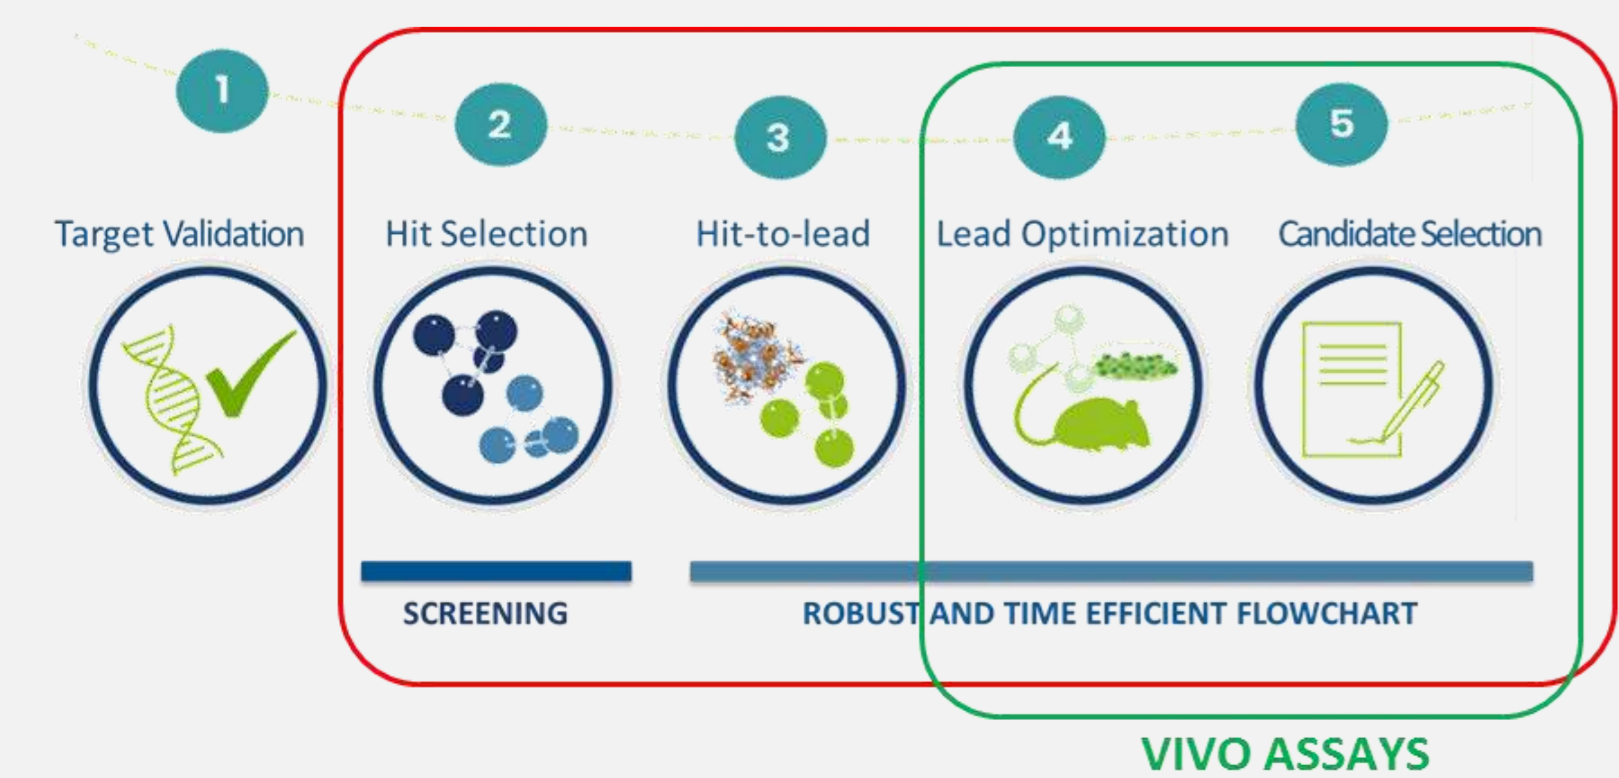 1
2
3
4
5
Target Validation
Hit Selection
Hit-to-lead
Lead Optimization
Candidate Selection
SCREENING
ROBUST AND TIME EFFICIENT FLOWCHART
VIVO ASSAYS